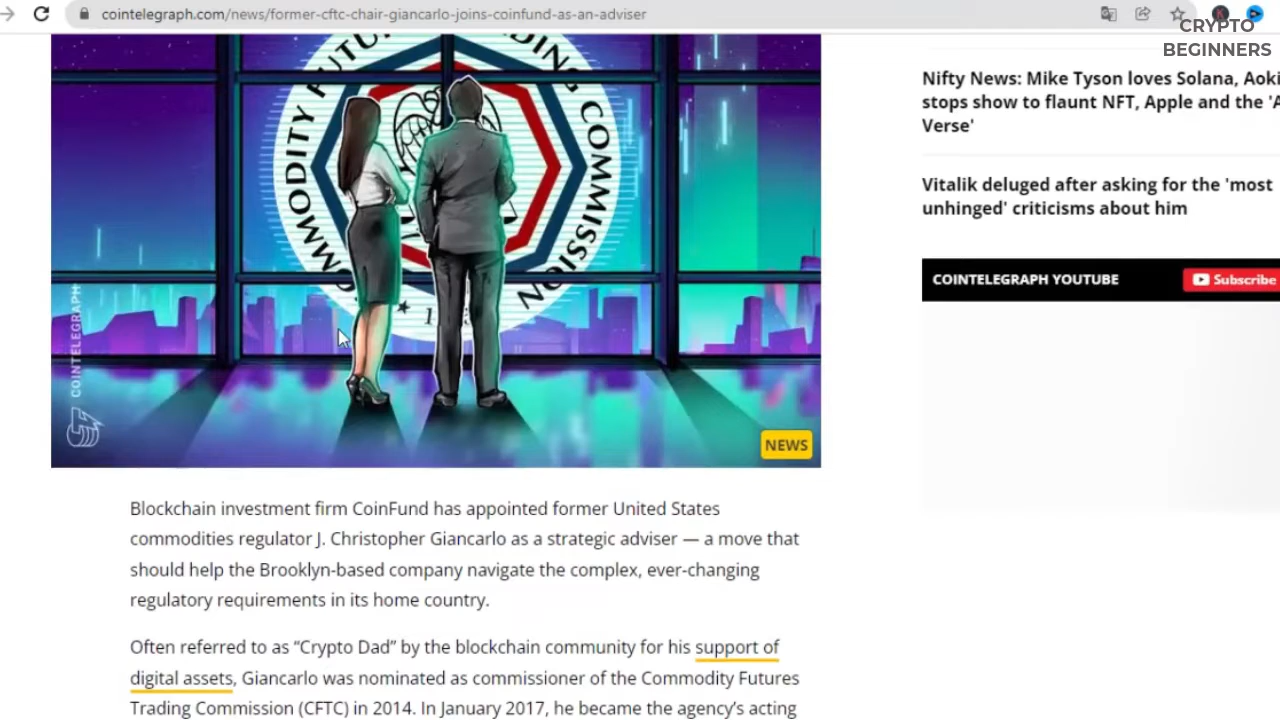 cointelegraph.com/news/former-cftc-chair-giancarlo-joins-coinfund-as-an-adviser
CRYPTO
BEGINNERS
COMMODITY FUTU
DING COMMISSION
COINTELEGRAPH
NEWS
Nifty News: Mike Tyson loves Solana, Aoki
stops show to flaunt NFT, Apple and the 'A
Verse'
Vitalik deluged after asking for the 'most
unhinged' criticisms about him
COINTELEGRAPH YOUTUBE
Subscribe
Blockchain investment firm CoinFund has appointed former United States
commodities regulator J. Christopher Giancarlo as a strategic adviser — a move that
should help the Brooklyn-based company navigate the complex, ever-changing
regulatory requirements in its home country.
Often referred to as “Crypto Dad” by the blockchain community for his support of
digital assets, Giancarlo was nominated as commissioner of the Commodity Futures
Trading Commission (CFTC) in 2014. In January 2017, he became the agency’s acting